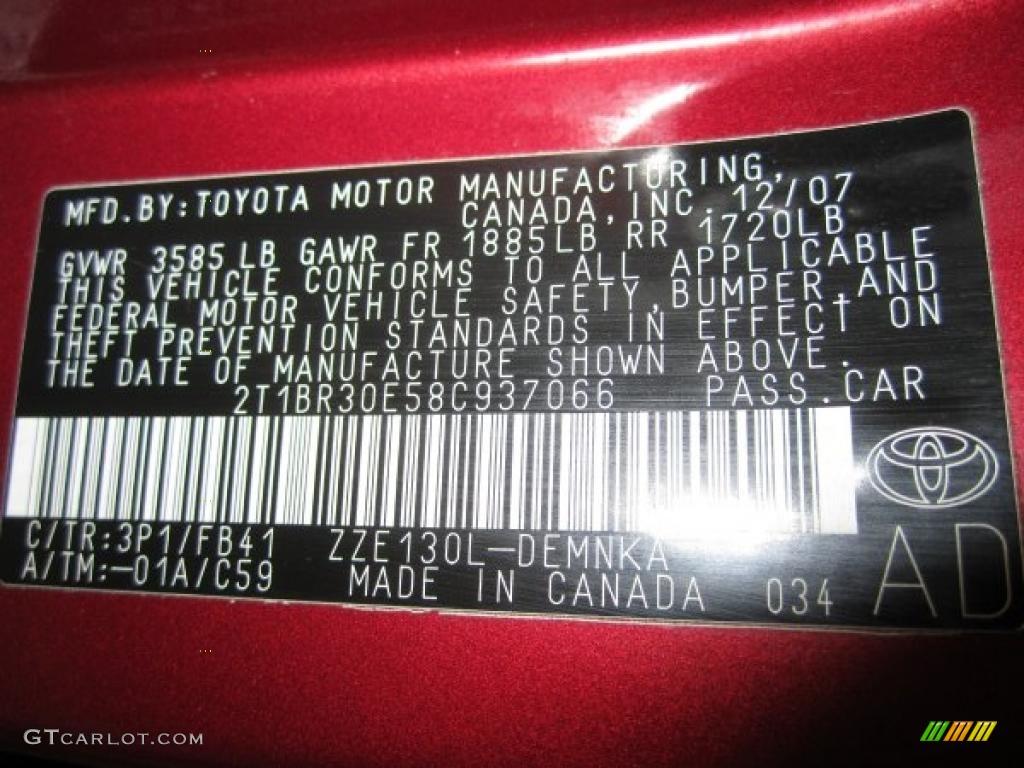 MFD.BY:TOYOTA MOTOR MANUFACTURING,
CANADA,INC. 12/07
GVWR 3585LB GAWR FR 1885LB RR 1720LB
THIS VEHICLE CONFORMS TO ALL APPLICABLE
FEDERAL MOTOR VEHICLE SAFETY,BUMPER,AND
THEFT PREVENTION STANDARDS IN EFFECT ON
THE DATE OF MANUFACTURE SHOWN ABOVE.
2T1BR30E58C937066 PASS.CAR
C/TR:3P1/FB41 ZZE130L-DEMNKA
A/TM:-01A/C59 MADE IN CANADA 034 AD
GTCARLOT.COM